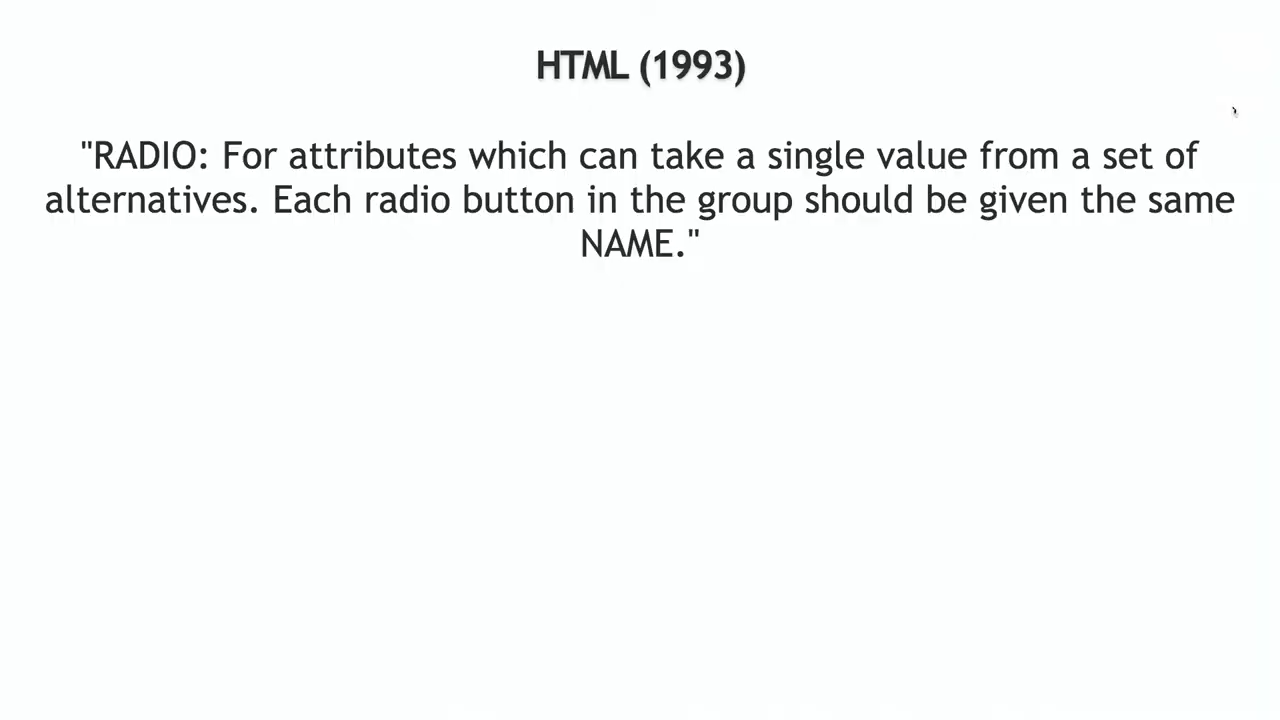 HTML (1993)
"RADIO: For attributes which can take a single value from a set of
alternatives. Each radio button in the group should be given the same
NAME."